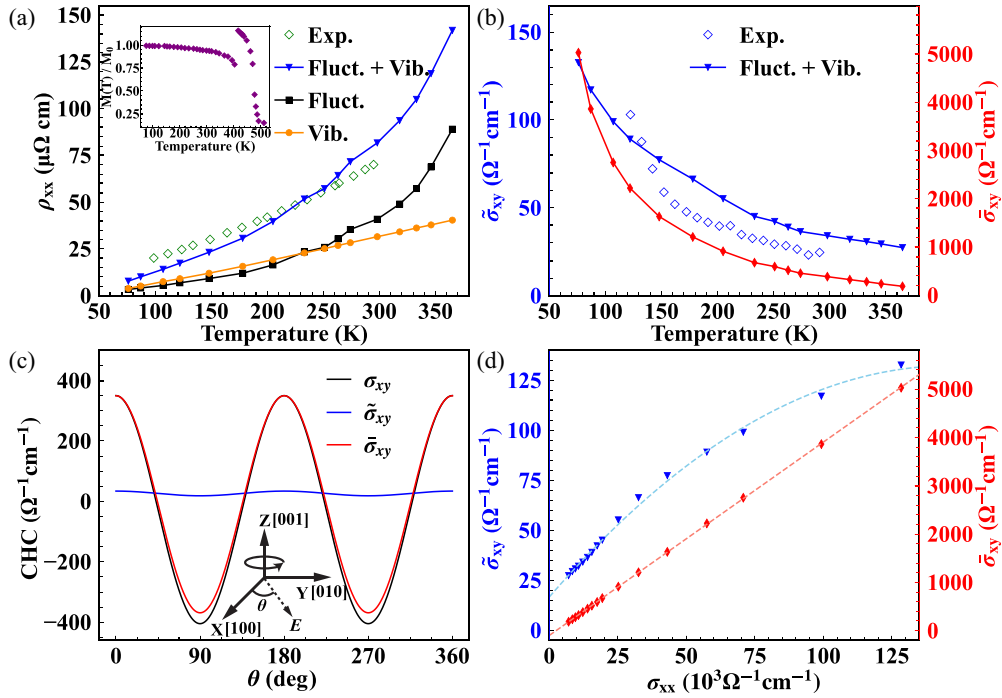 (a)
150
125
100
75
50
25
0
ρxx (μΩ cm)
50 100 150 200 250 300 350
Temperature (K)
Exp.
Fluct. + Vib.
Fluct.
Vib.
M(T) / M0
1.00
0.75
0.50
0.25
100 200 300 400 500
Temperature (K)
(b)
150
100
50
0
σ̃xy (Ω⁻¹cm⁻¹)
50 100 150 200 250 300 350
Temperature (K)
Exp.
Fluct. + Vib.
5000
4000
3000
2000
1000
0
σ̄xy (Ω⁻¹cm⁻¹)
(c)
400
200
0
−200
−400
CHC (Ω⁻¹cm⁻¹)
0 90 180 270 360
θ (deg)
σxy
σ̃xy
σ̄xy
Z[001]
Y[010]
X[100]
θ
E
(d)
125
100
75
50
25
0
σ̃xy (Ω⁻¹cm⁻¹)
0 25 50 75 100 125
σxx (10³Ω⁻¹cm⁻¹)
5000
4000
3000
2000
1000
0
σ̄xy (Ω⁻¹cm⁻¹)